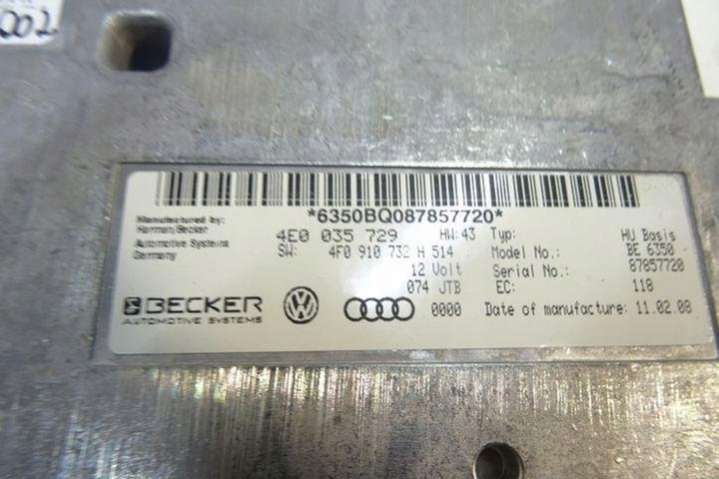 002
*6350BQ087857720*
Manufactured by:
Harman/Becker
Automotive Systems
Germany
4E0 035 729 HW:43 Typ: HU Basis
SW: 4F0 910 732 H 514 Model No.: BE 6350
12 Volt Serial No.: 87857720
074 JTB EC: 118
BECKER
AUTOMOTIVE SYSTEMS
0000 Date of manufacture: 11.02.08